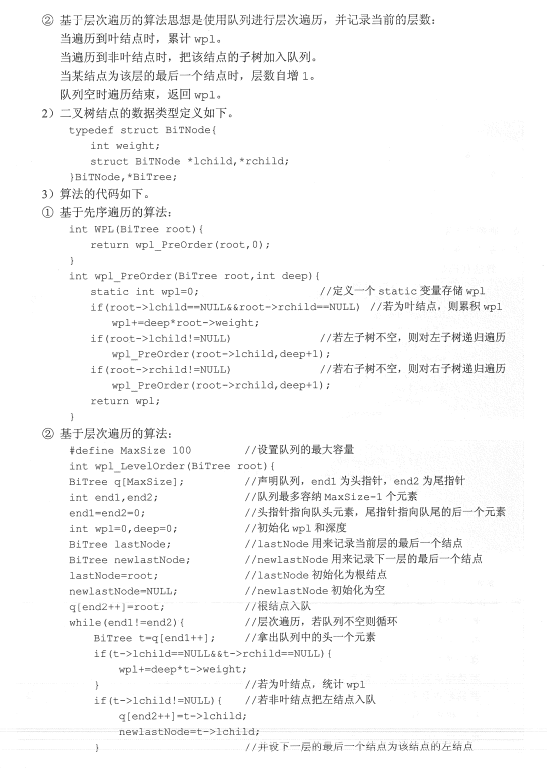 ② 基于层次遍历的算法思想是使用队列进行层次遍历，并记录当前的层数：
当遍历到叶结点时，累计 wpl。
当遍历到非叶结点时，把该结点的子树加入队列。
当某结点为该层的最后一个结点时，层数自增 1。
队列空时遍历结束，返回 wpl。
2）二叉树结点的数据类型定义如下。
typedef struct BiTNode{
int weight;
struct BiTNode *lchild,*rchild;
}BiTNode,*BiTree;
3）算法的代码如下。
① 基于先序遍历的算法：
int WPL(BiTree root){
return wpl_PreOrder(root,0);
}
int wpl_PreOrder(BiTree root,int deep){
static int wpl=0; //定义一个 static 变量存储 wpl
if(root->lchild==NULL&&root->rchild==NULL) //若为叶结点，则累积 wpl
wpl+=deep*root->weight;
if(root->lchild!=NULL) //若左子树不空，则对左子树递归遍历
wpl_PreOrder(root->lchild,deep+1);
if(root->rchild!=NULL) //若右子树不空，则对右子树递归遍历
wpl_PreOrder(root->rchild,deep+1);
return wpl;
}
② 基于层次遍历的算法：
#define MaxSize 100 //设置队列的最大容量
int wpl_LevelOrder(BiTree root){
BiTree q[MaxSize]; //声明队列，end1 为头指针，end2 为尾指针
int end1,end2; //队列最多容纳 MaxSize-1 个元素
end1=end2=0; //头指针指向队头元素，尾指针指向队尾的后一个元素
int wpl=0,deep=0; //初始化 wpl 和深度
BiTree lastNode; //lastNode 用来记录当前层的最后一个结点
BiTree newlastNode; //newlastNode 用来记录下一层的最后一个结点
lastNode=root; //lastNode 初始化为根结点
newlastNode=NULL; //newlastNode 初始化为空
q[end2++]=root; //根结点入队
while(end1!=end2){ //层次遍历，若队列不空则循环
BiTree t=q[end1++]; //拿出队列中的头一个元素
if(t->lchild==NULL&&t->rchild==NULL){
wpl+=deep*t->weight;
} //若为叶结点，统计 wpl
if(t->lchild!=NULL){ //若非叶结点把左结点入队
q[end2++]=t->lchild;
newlastNode=t->lchild;
} //并设下一层的最后一个结点为该结点的左结点